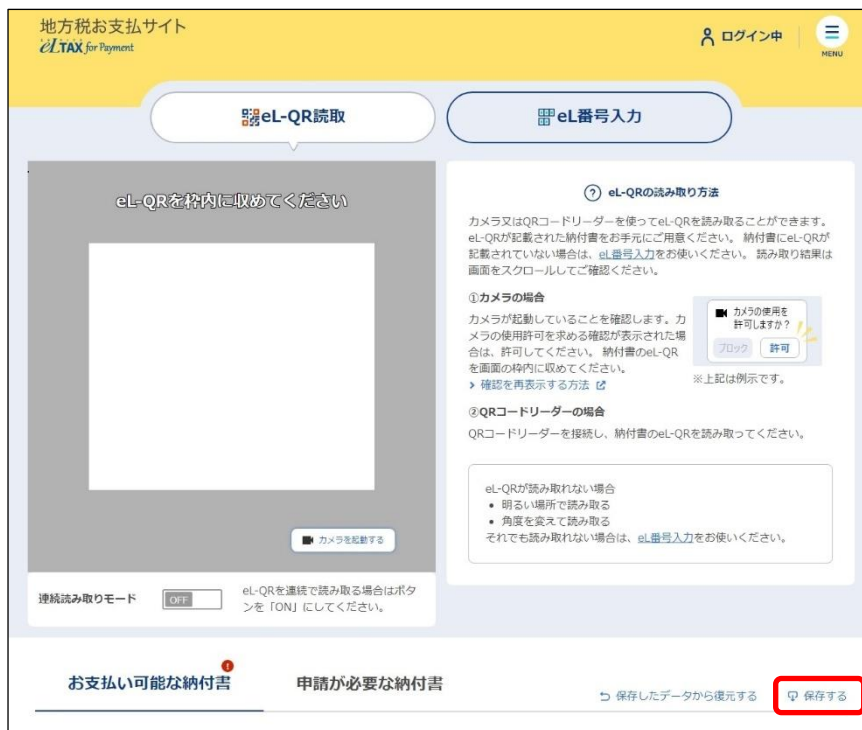 地方税お支払サイト
eLTAX for Payment
ログイン中
MENU
eL-QR読取
eL番号入力
eL-QRを枠内に収めてください
カメラを起動する
連続読み取りモード
OFF
eL-QRを連続で読み取る場合はボタ
ンを「ON」にしてください。
? eL-QRの読み取り方法
カメラ又はQRコードリーダーを使ってeL-QRを読み取ることができます。
eL-QRが記載された納付書をお手元にご用意ください。 納付書にeL-QRが
記載されていない場合は、eL番号入力をお使いください。 読み取り結果は
画面をスクロールしてご確認ください。
①カメラの場合
カメラが起動していることを確認します。カ
メラの使用許可を求める確認が表示された場
合は、許可してください。 納付書のeL-QR
を画面の枠内に収めてください。
> 確認を再表示する方法
カメラの使用を
許可しますか？
ブロック 許可
※上記は例示です。
②QRコードリーダーの場合
QRコードリーダーを接続し、納付書のeL-QRを読み取ってください。
eL-QRが読み取れない場合
• 明るい場所で読み取る
• 角度を変えて読み取る
それでも読み取れない場合は、eL番号入力をお使いください。
お支払い可能な納付書
!
申請が必要な納付書
保存したデータから復元する
保存する